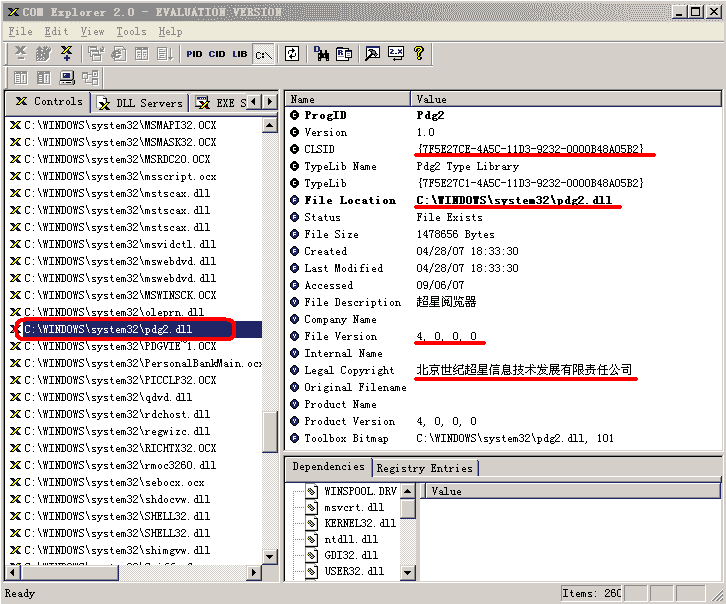 COM Explorer 2.0 - EVALUATION VERSION
File Edit View Tools Help
PID CID LIB C:\
Controls DLL Servers EXE S
C:\WINDOWS\system32\MSMAPI32.OCX
C:\WINDOWS\system32\MSMASK32.OCX
C:\WINDOWS\system32\MSRDC20.OCX
C:\WINDOWS\system32\msscript.ocx
C:\WINDOWS\system32\mstscax.dll
C:\WINDOWS\system32\mstscax.dll
C:\WINDOWS\system32\mstscax.dll
C:\WINDOWS\system32\msvidctl.dll
C:\WINDOWS\system32\mswebdvd.dll
C:\WINDOWS\system32\mswebdvd.dll
C:\WINDOWS\system32\MSWINSCK.OCX
C:\WINDOWS\system32\oleprn.dll
C:\WINDOWS\system32\pdg2.dll
C:\WINDOWS\system32\PDGVIE~1.OCX
C:\WINDOWS\system32\PersonalBankMain.ocx
C:\WINDOWS\system32\PICCLP32.OCX
C:\WINDOWS\system32\qdvd.dll
C:\WINDOWS\system32\rdchost.dll
C:\WINDOWS\system32\regwizc.dll
C:\WINDOWS\system32\RICHTX32.OCX
C:\WINDOWS\system32\rmoc3260.dll
C:\WINDOWS\system32\sebocx.ocx
C:\WINDOWS\system32\shdocvw.dll
C:\WINDOWS\system32\SHELL32.dll
C:\WINDOWS\system32\SHELL32.dll
C:\WINDOWS\system32\shimgvw.dll
Name Value
ProgID Pdg2
Version 1.0
CLSID {7F5E27CE-4A5C-11D3-9232-0000B48A05B2}
TypeLib Name Pdg2 Type Library
TypeLib {7F5E27C1-4A5C-11D3-9232-0000B48A05B2}
File Location C:\WINDOWS\system32\pdg2.dll
Status File Exists
File Size 1478656 Bytes
Created 04/28/07 18:33:30
Last Modified 04/28/07 18:33:30
Accessed 09/06/07
File Description 超星阅览器
Company Name
File Version 4, 0, 0, 0
Internal Name
Legal Copyright 北京世纪超星信息技术发展有限责任公司
Original Filename
Product Name
Product Version 4, 0, 0, 0
Toolbox Bitmap C:\WINDOWS\system32\pdg2.dll, 101
Dependencies Registry Entries
WINSPOOL.DRV
msvcrt.dll
KERNEL32.dll
ntdll.dll
GDI32.dll
USER32.dll
Value
Ready Items: 260